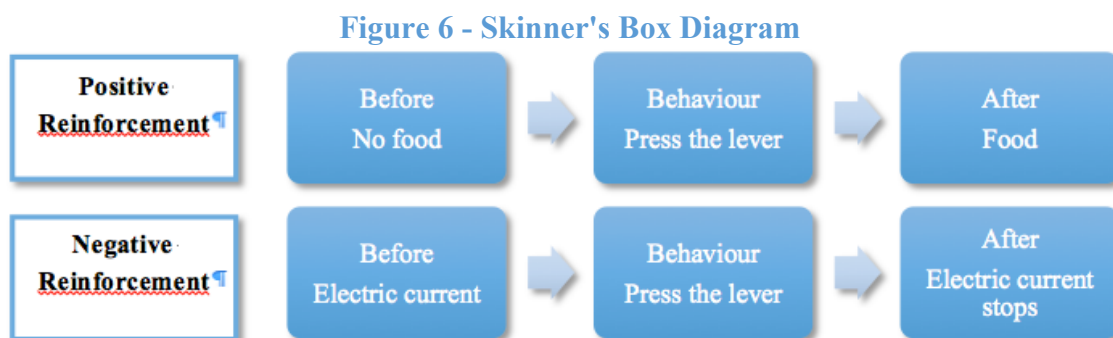 Figure 6 - Skinner's Box Diagram
Positive
Reinforcement¶
Before
No food
Behaviour
Press the lever
After
Food
Negative
Reinforcement¶
Before
Electric current
Behaviour
Press the lever
After
Electric current
stops